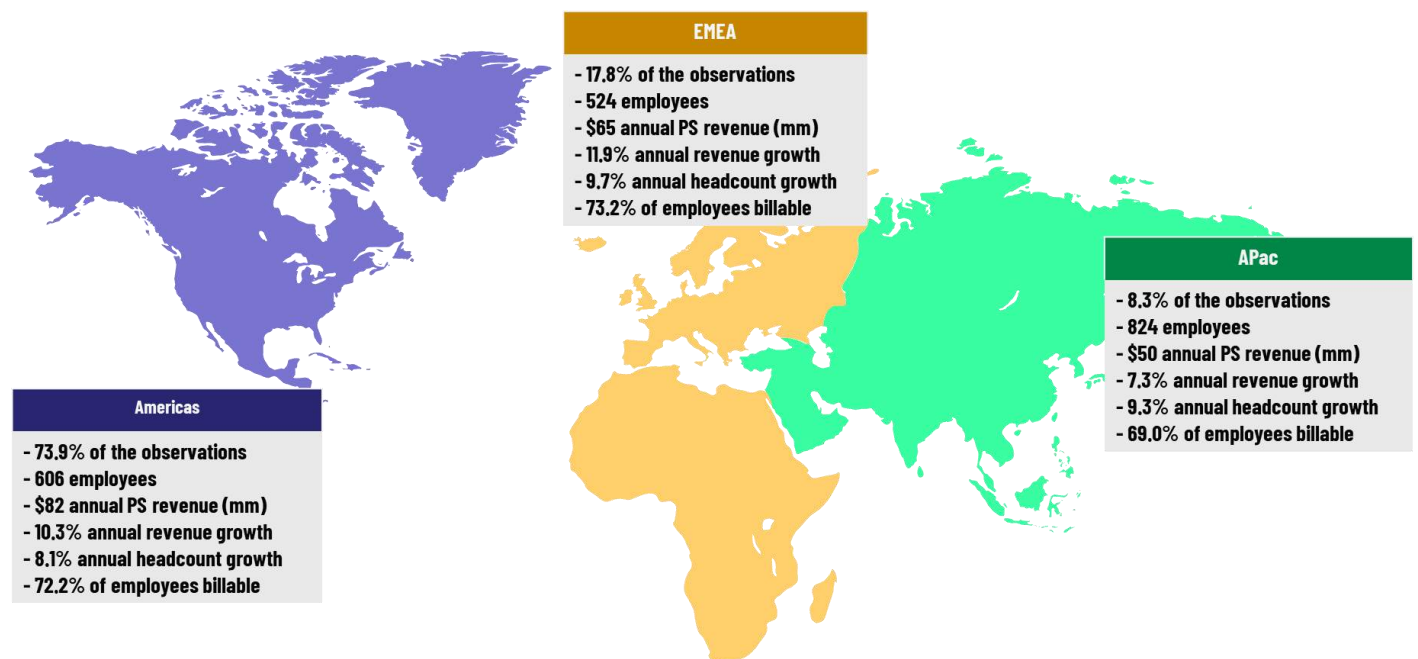 EMEA
- 17.8% of the observations
- 524 employees
- $65 annual PS revenue (mm)
- 11.9% annual revenue growth
- 9.7% annual headcount growth
- 73.2% of employees billable
APac
- 8.3% of the observations
- 824 employees
- $50 annual PS revenue (mm)
- 7.3% annual revenue growth
- 9.3% annual headcount growth
- 69.0% of employees billable
Americas
- 73.9% of the observations
- 606 employees
- $82 annual PS revenue (mm)
- 10.3% annual revenue growth
- 8.1% annual headcount growth
- 72.2% of employees billable